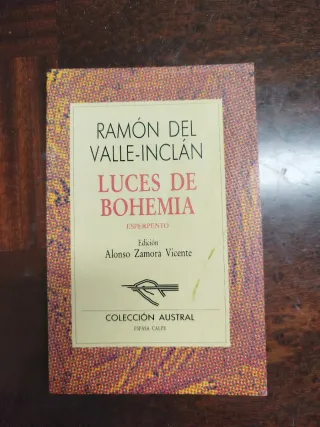 RAMÓN DEL
VALLE-INCLÁN
LUCES DE
BOHEMIA
ESPERPENTO
Edición
Alonso Zamora Vicente
COLECCIÓN AUSTRAL
ESPASA CALPE